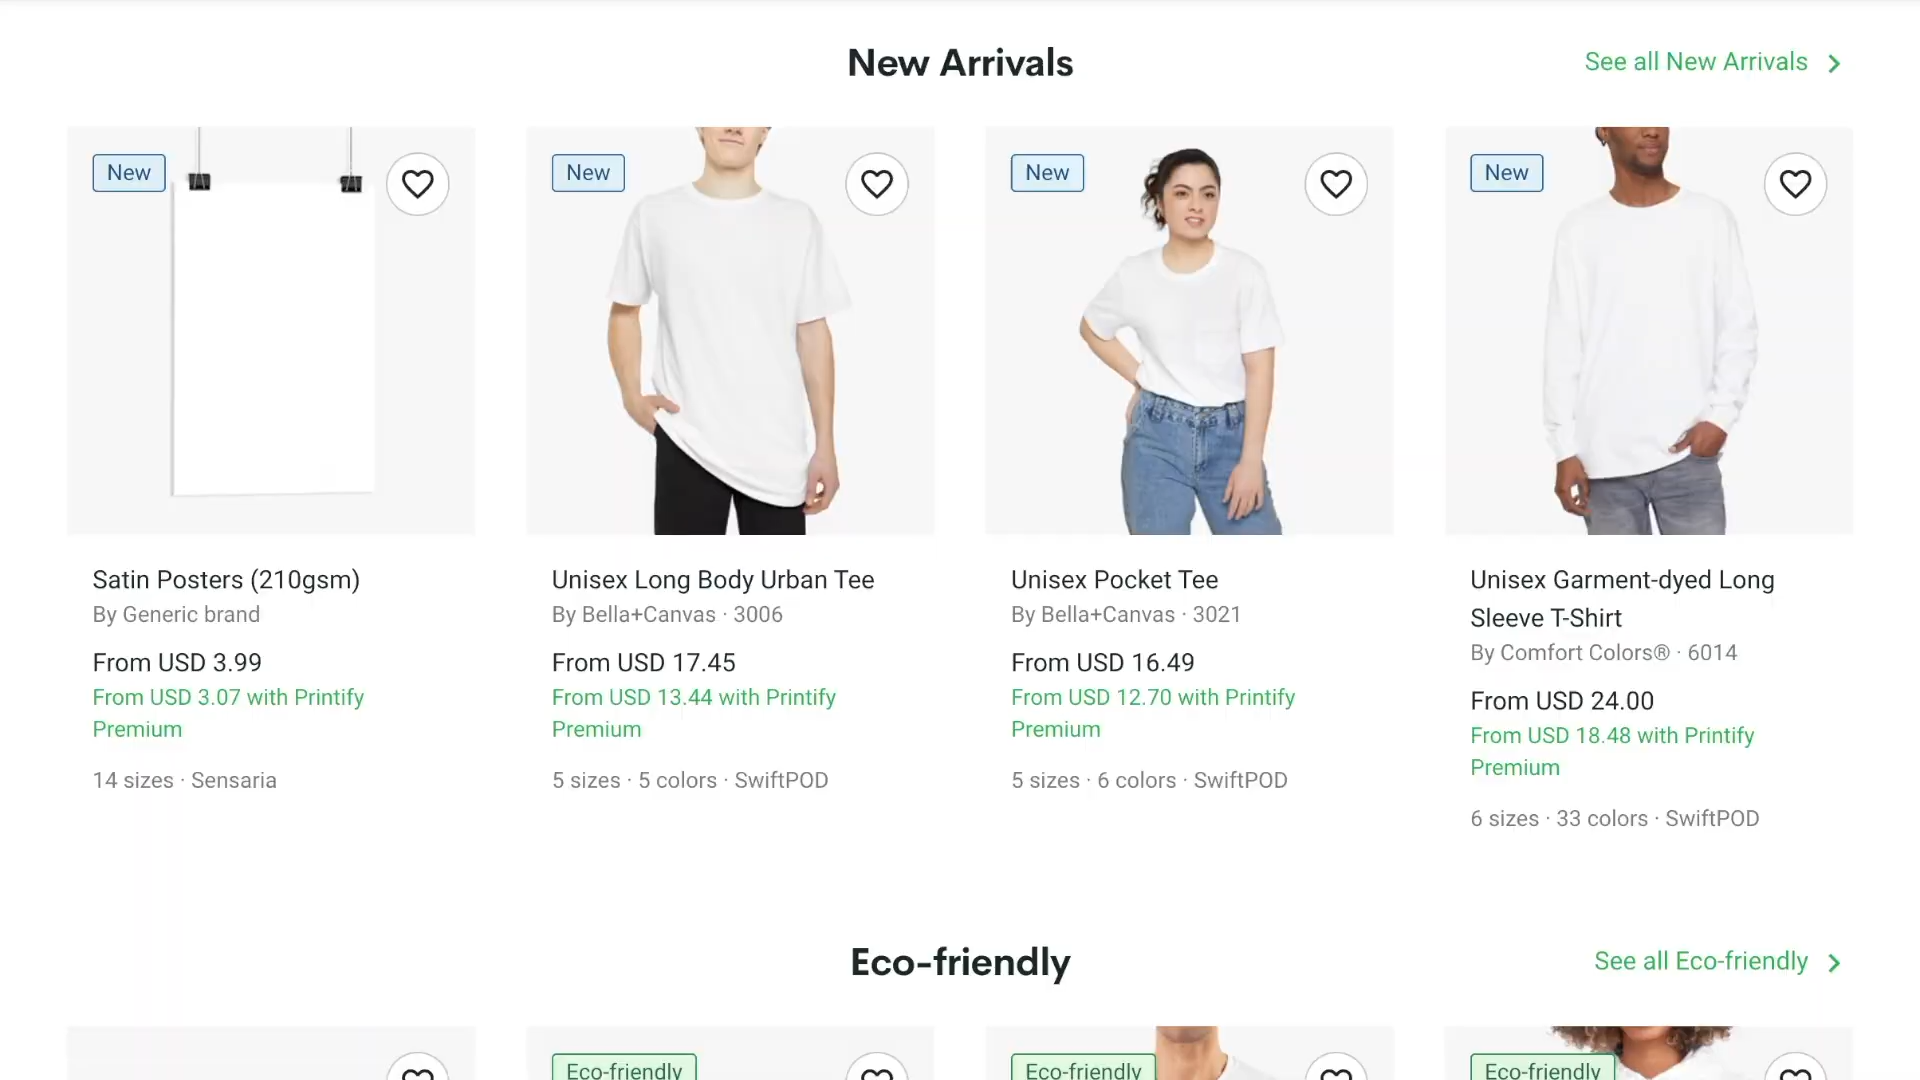 New Arrivals
See all New Arrivals
New
New
New
New
Satin Posters (210gsm)
By Generic brand
From USD 3.99
From USD 3.07 with Printify
Premium
14 sizes · Sensaria
Unisex Long Body Urban Tee
By Bella+Canvas · 3006
From USD 17.45
From USD 13.44 with Printify
Premium
5 sizes · 5 colors · SwiftPOD
Unisex Pocket Tee
By Bella+Canvas · 3021
From USD 16.49
From USD 12.70 with Printify
Premium
5 sizes · 6 colors · SwiftPOD
Unisex Garment-dyed Long
Sleeve T-Shirt
By Comfort Colors® · 6014
From USD 24.00
From USD 18.48 with Printify
Premium
6 sizes · 33 colors · SwiftPOD
Eco-friendly
See all Eco-friendly
Eco-friendly
Eco-friendly
Eco-friendly